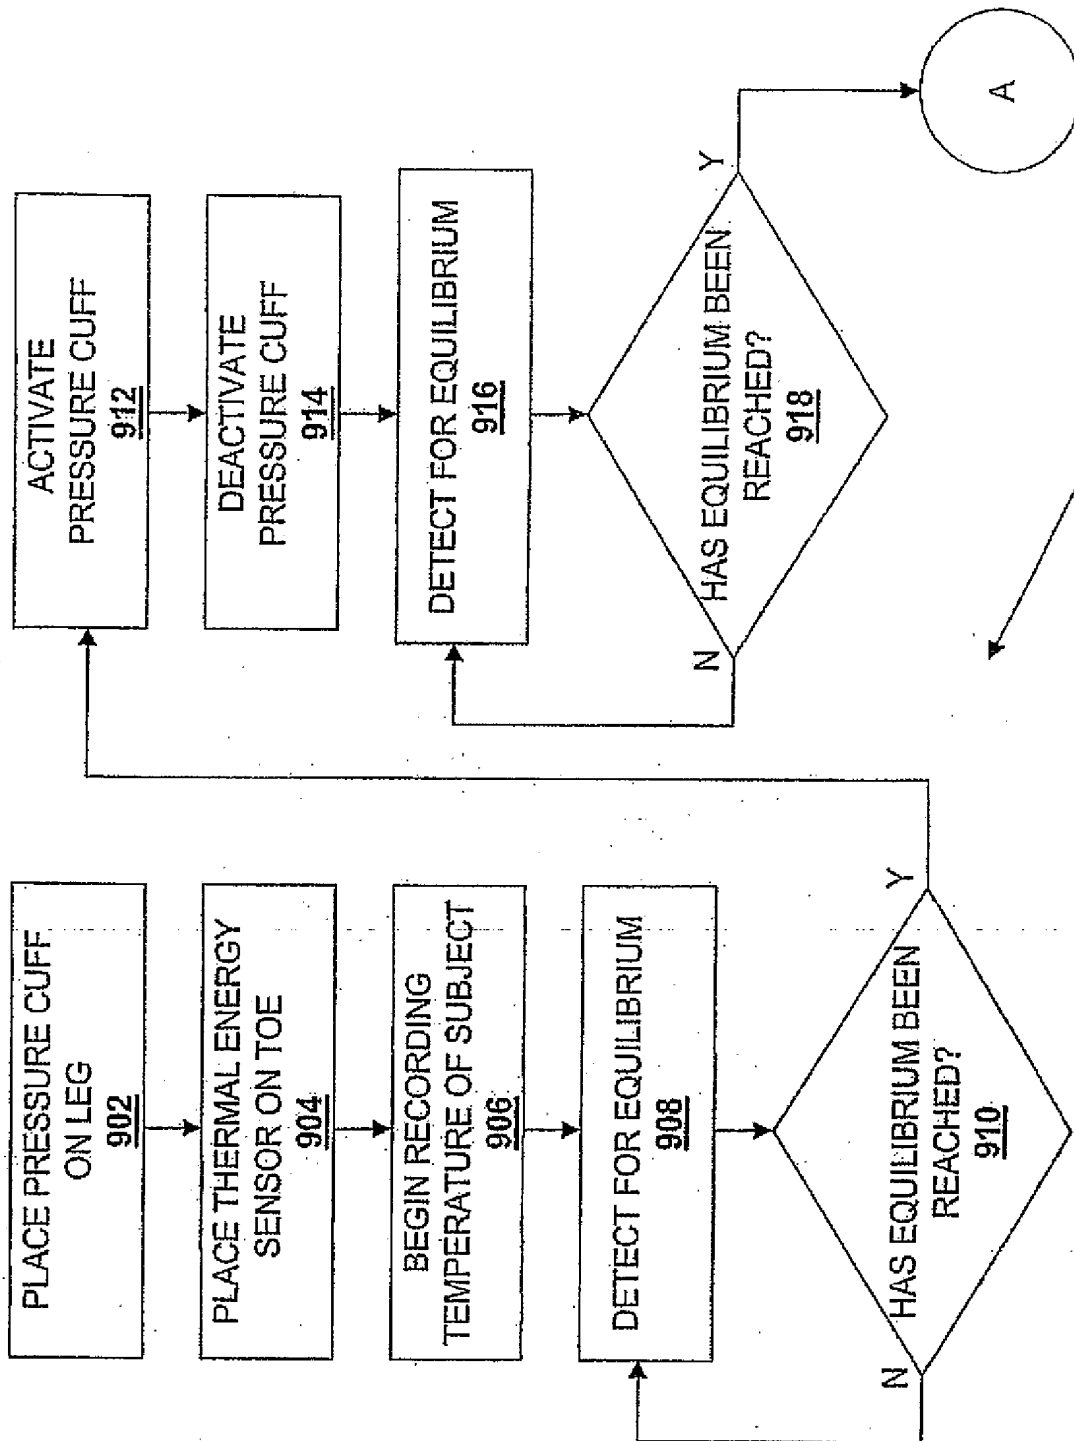 PLACE PRESSURE CUFF
ON LEG
902
PLACE THERMAL ENERGY
SENSOR ON TOE
904
BEGIN RECORDING
TEMPERATURE OF SUBJECT
906
DETECT FOR EQUILIBRIUM
908
HAS EQUILIBRIUM BEEN
REACHED?
910
N
Y
ACTIVATE
PRESSURE CUFF
912
DEACTIVATE
PRESSURE CUFF
914
DETECT FOR EQUILIBRIUM
916
HAS EQUILIBRIUM BEEN
REACHED?
918
N
Y
A